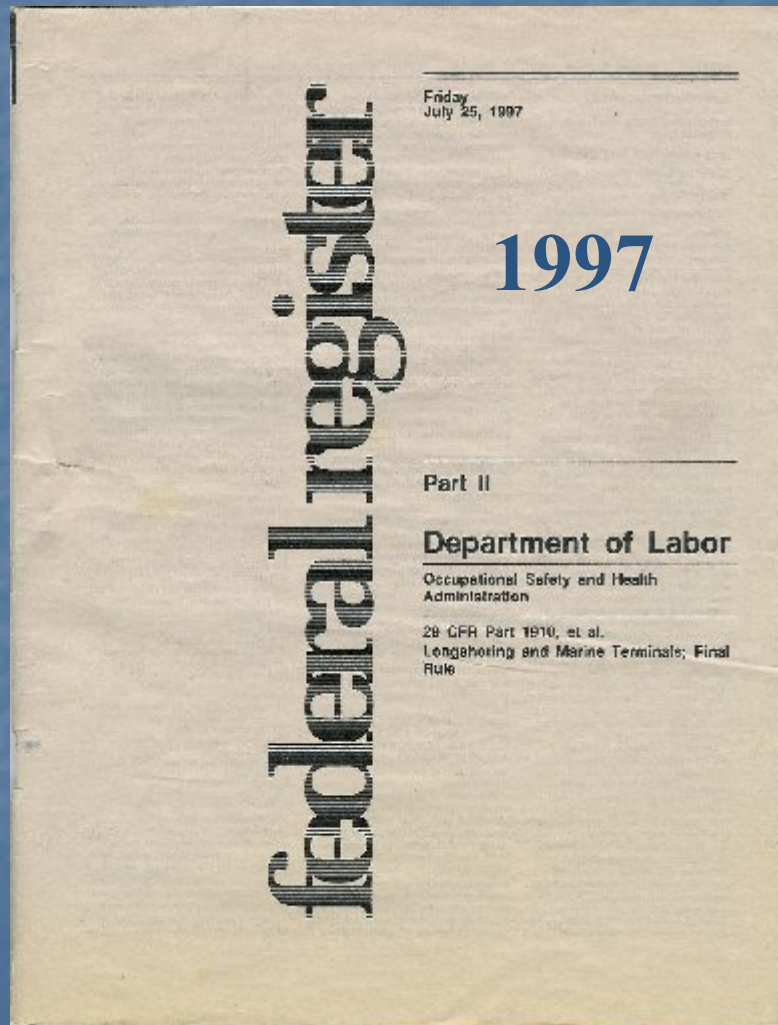 federal register
Friday
July 25, 1997
1997
Part II
Department of Labor
Occupational Safety and Health
Administration
29 CFR Part 1910, et al.
Longshoring and Marine Terminals; Final
Rule